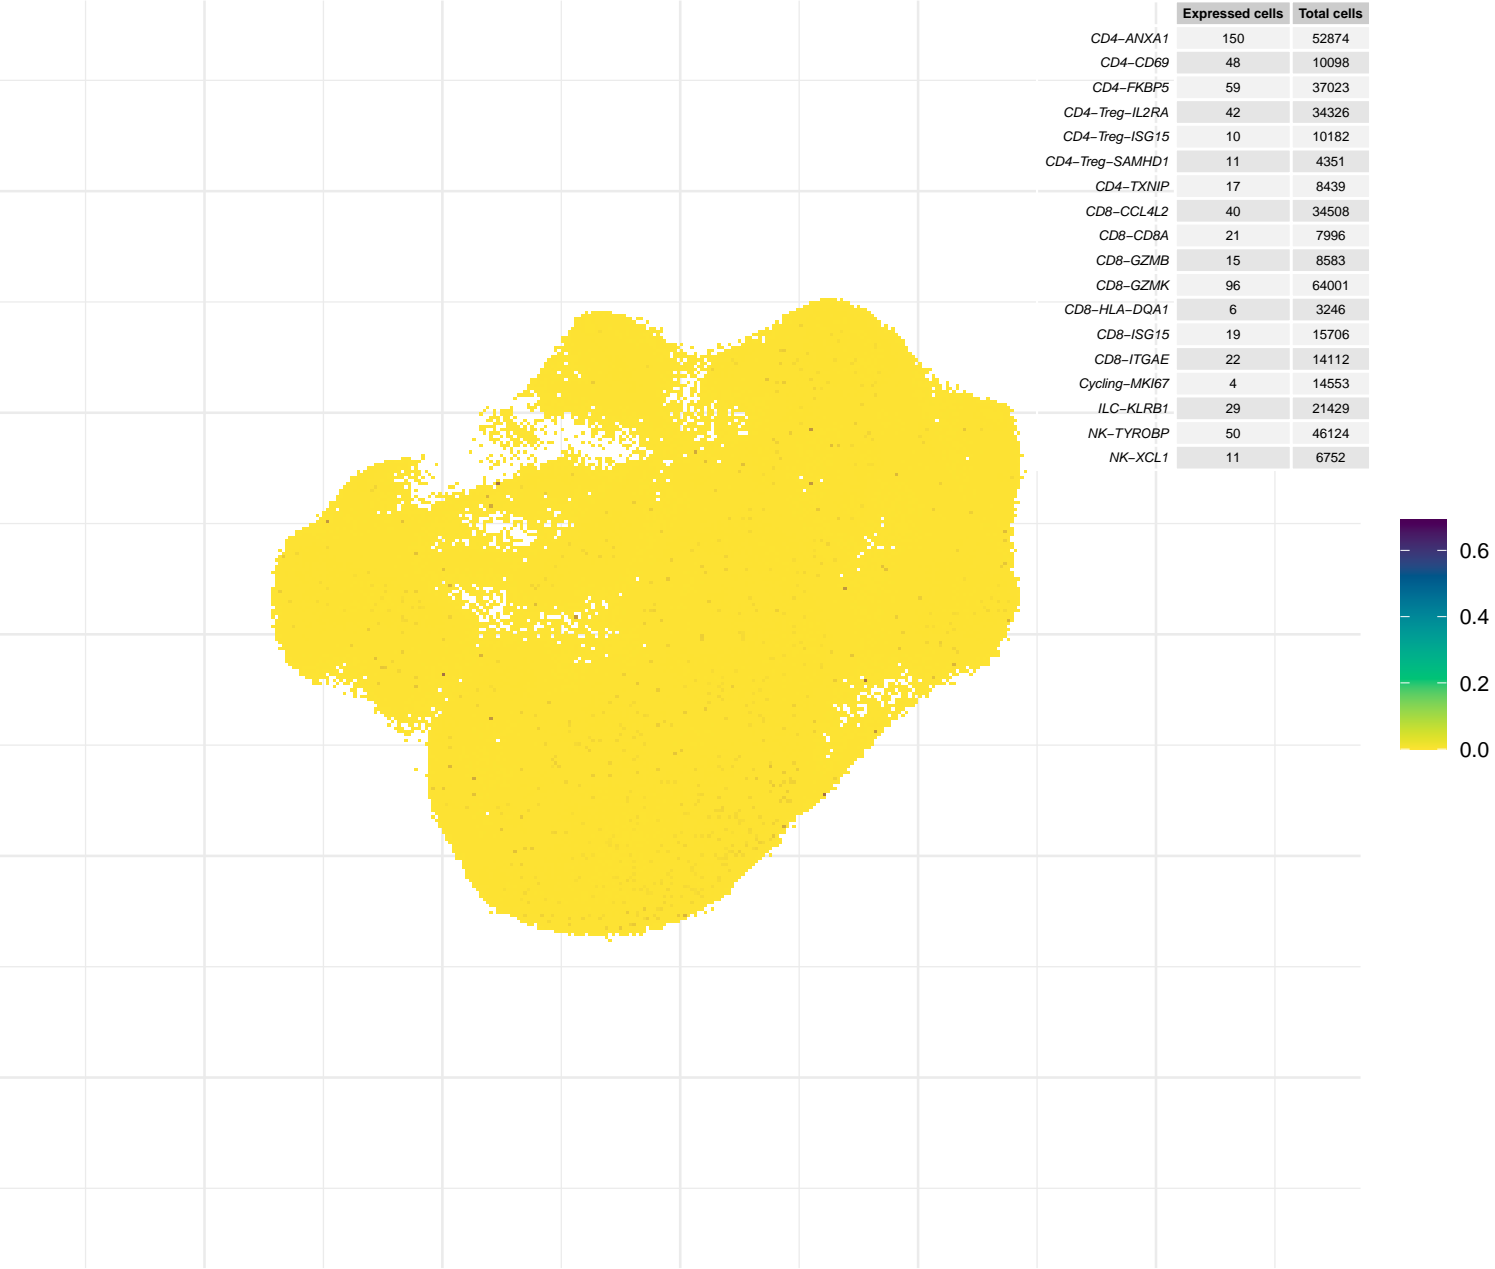 Expressed cells Total cells
CD4−ANXA1 150 52874
CD4−CD69 48 10098
CD4−FKBP5 59 37023
CD4−Treg−IL2RA 42 34326
CD4−Treg−ISG15 10 10182
CD4−Treg−SAMHD1 11 4351
CD4−TXNIP 17 8439
CD8−CCL4L2 40 34508
CD8−CD8A 21 7996
CD8−GZMB 15 8583
CD8−GZMK 96 64001
CD8−HLA−DQA1 6 3246
CD8−ISG15 19 15706
CD8−ITGAE 22 14112
Cycling−MKI67 4 14553
ILC−KLRB1 29 21429
NK−TYROBP 50 46124
NK−XCL1 11 6752
0.6
0.4
0.2
0.0